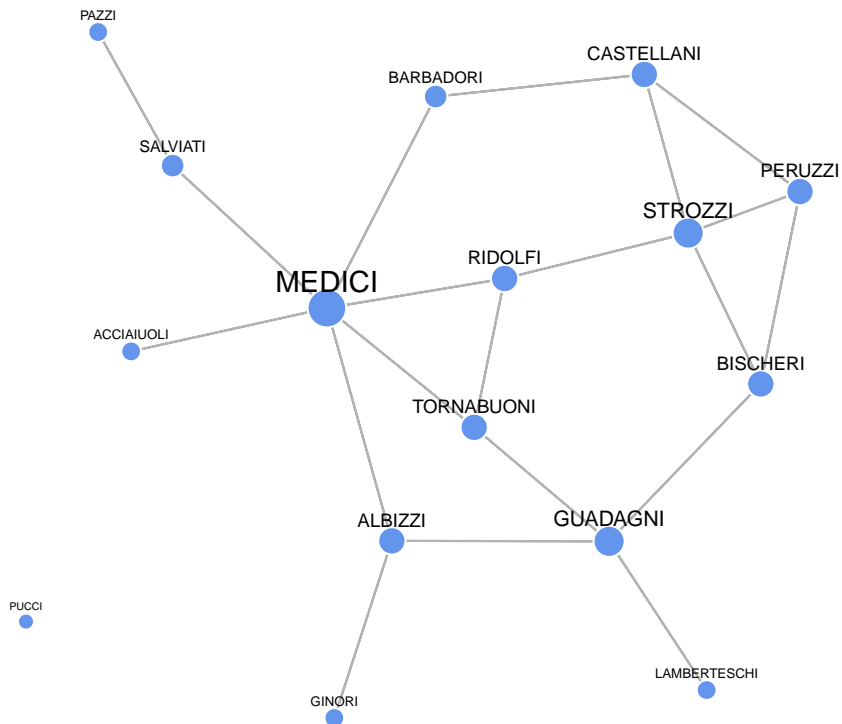 PAZZI
CASTELLANI
BARBADORI
SALVIATI
PERUZZI
STROZZI
RIDOLFI
MEDICI
ACCIAIUOLI
BISCHERI
TORNABUONI
ALBIZZI
GUADAGNI
PUCCI
LAMBERTESCHI
GINORI